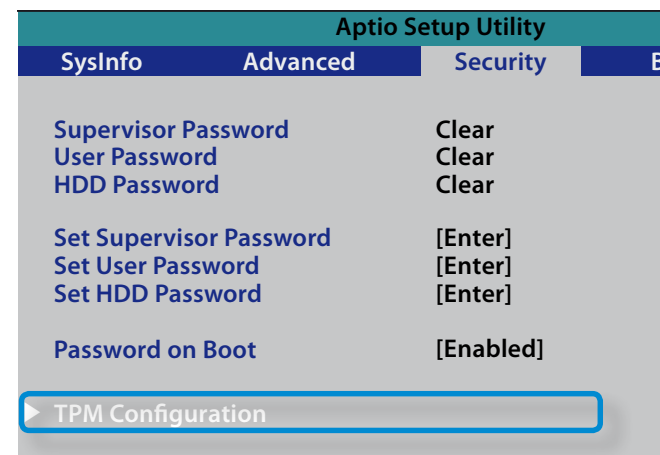 Aptio Setup Utility
SysInfo Advanced Security B
Supervisor Password Clear
User Password Clear
HDD Password Clear
Set Supervisor Password [Enter]
Set User Password [Enter]
Set HDD Password [Enter]
Password on Boot [Enabled]
TPM Configuration